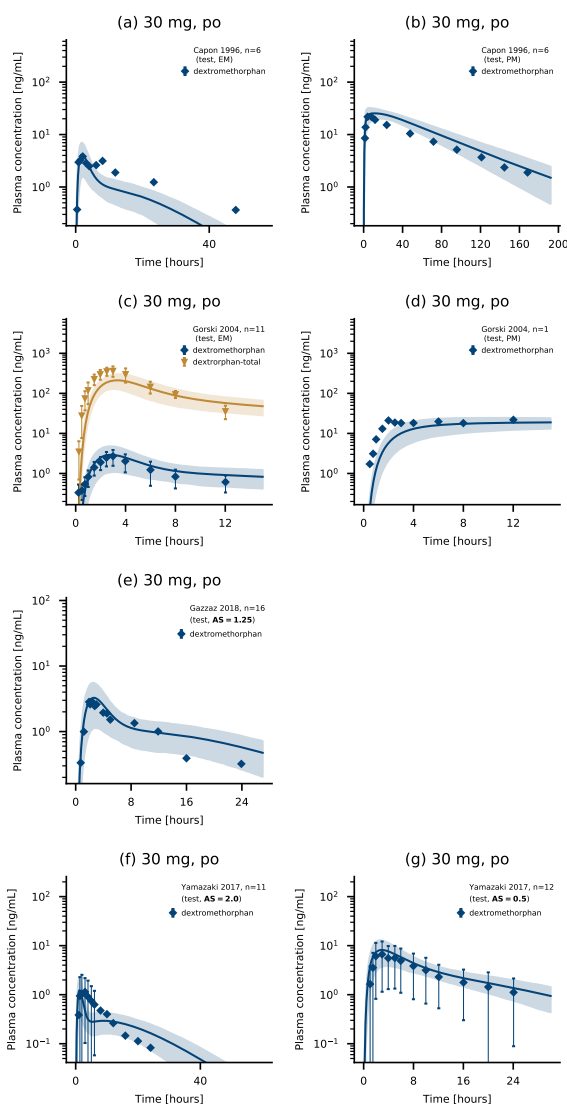 (a) 30 mg, po
Plasma concentration [ng/mL]
10²
10¹
10⁰
Capon 1996, n=6
(test, EM)
dextromethorphan
0 40
Time [hours]
(b) 30 mg, po
Plasma concentration [ng/mL]
10²
10¹
10⁰
Capon 1996, n=6
(test, PM)
dextromethorphan
0 40 80 120 160 200
Time [hours]
(c) 30 mg, po
Plasma concentration [ng/mL]
10³
10²
10¹
10⁰
Gorski 2004, n=11
(test, EM)
dextromethorphan
dextrorphan-total
0 4 8 12
Time [hours]
(d) 30 mg, po
Plasma concentration [ng/mL]
10³
10²
10¹
10⁰
Gorski 2004, n=1
(test, PM)
dextromethorphan
0 4 8 12
Time [hours]
(e) 30 mg, po
Plasma concentration [ng/mL]
10²
10¹
10⁰
Gazzaz 2018, n=16
(test, AS = 1.25)
dextromethorphan
0 8 16 24
Time [hours]
(f) 30 mg, po
Plasma concentration [ng/mL]
10²
10¹
10⁰
10⁻¹
Yamazaki 2017, n=11
(test, AS = 2.0)
dextromethorphan
0 40
Time [hours]
(g) 30 mg, po
Plasma concentration [ng/mL]
10²
10¹
10⁰
10⁻¹
Yamazaki 2017, n=12
(test, AS = 0.5)
dextromethorphan
0 8 16 24
Time [hours]